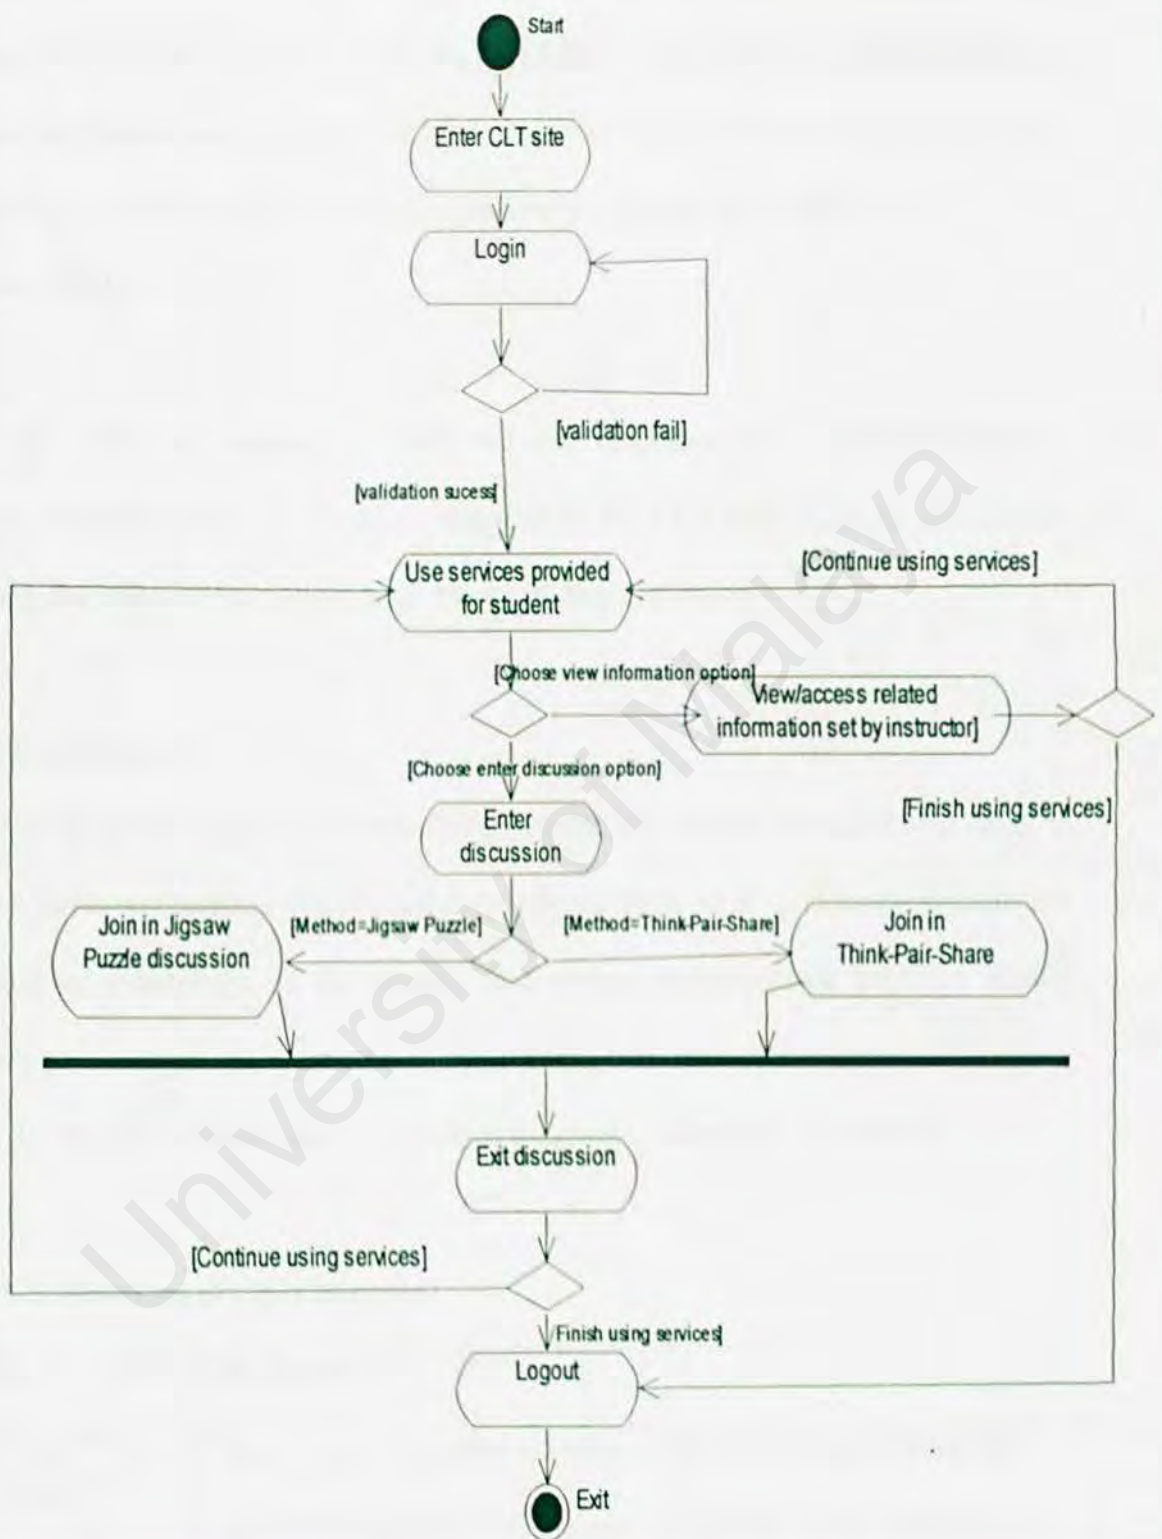 Start
Enter CLT site
Login
[validation fail]
[validation sucess]
Use services provided
for student
[Continue using services]
[Choose view information option]
View/access related
information set by instructor]
[Choose enter discussion option]
[Finish using services]
Enter
discussion
Join in Jigsaw
Puzzle discussion
[Method=Jigsaw Puzzle]
[Method=Think-Pair-Share]
Join in
Think-Pair-Share
Exit discussion
[Continue using services]
Finish using services]
Logout
Exit
University of Malaya